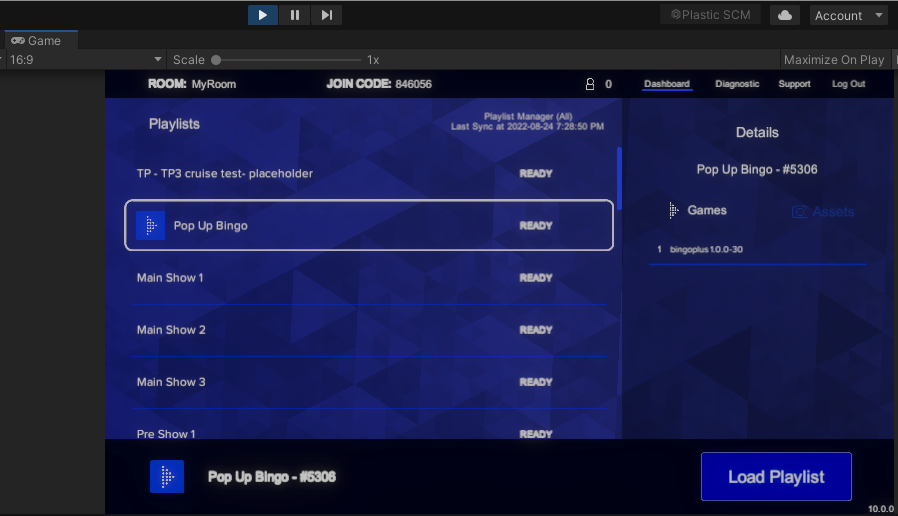 Plastic SCM
Account
Game
16:9
Scale
1x
Maximize On Play
ROOM: MyRoom
JOIN CODE: 846056
0
Dashboard
Diagnostic
Support
Log Out
Playlists
Playlist Manager (All)
Last Sync at 2022-08-24 7:28:50 PM
Details
Pop Up Bingo - #5306
Games
Assets
1 bingoplus1.0.0-30
TP - TP3 cruise test- placeholder READY
Pop Up Bingo READY
Main Show 1 READY
Main Show 2 READY
Main Show 3 READY
Pre Show 1 READY
Pop Up Bingo - #5306
Load Playlist
10.0.0